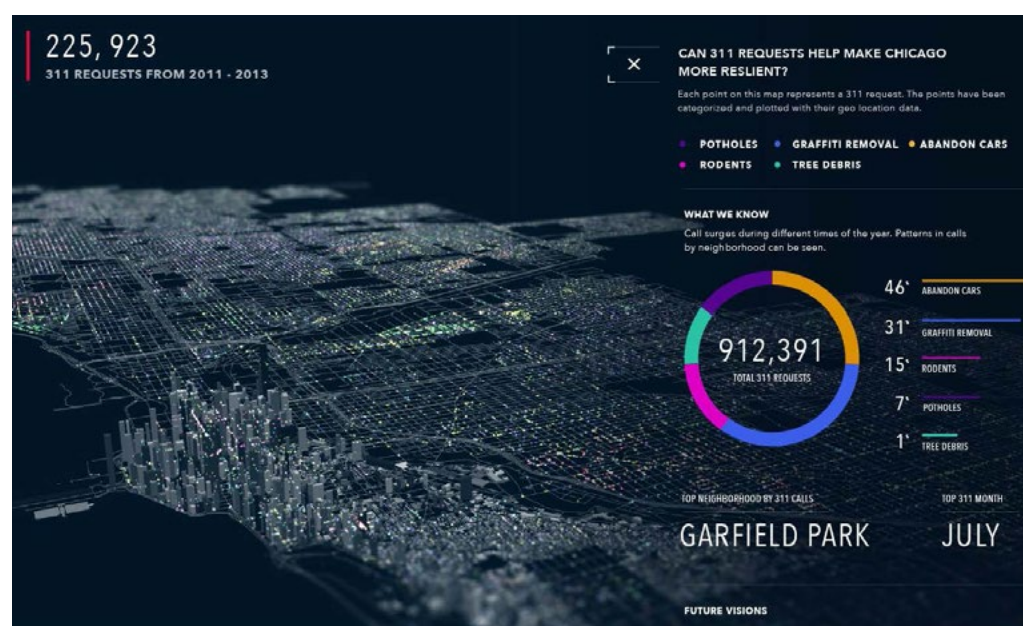 225, 923
311 REQUESTS FROM 2011 - 2013
CAN 311 REQUESTS HELP MAKE CHICAGO
MORE RESLIENT?
Each point on this map represents a 311 request. The points have been
categorized and plotted with their geo location data.
POTHOLES
GRAFFITI REMOVAL
ABANDON CARS
RODENTS
TREE DEBRIS
WHAT WE KNOW
Call surges during different times of the year. Patterns in calls
by neighborhood can be seen.
912,391
TOTAL 311 REQUESTS
46%
ABANDON CARS
31%
GRAFFITI REMOVAL
15%
RODENTS
7%
POTHOLES
1%
TREE DEBRIS
TOP NEIGHBORHOOD BY 311 CALLS
GARFIELD PARK
TOP 311 MONTH
JULY
FUTURE VISIONS